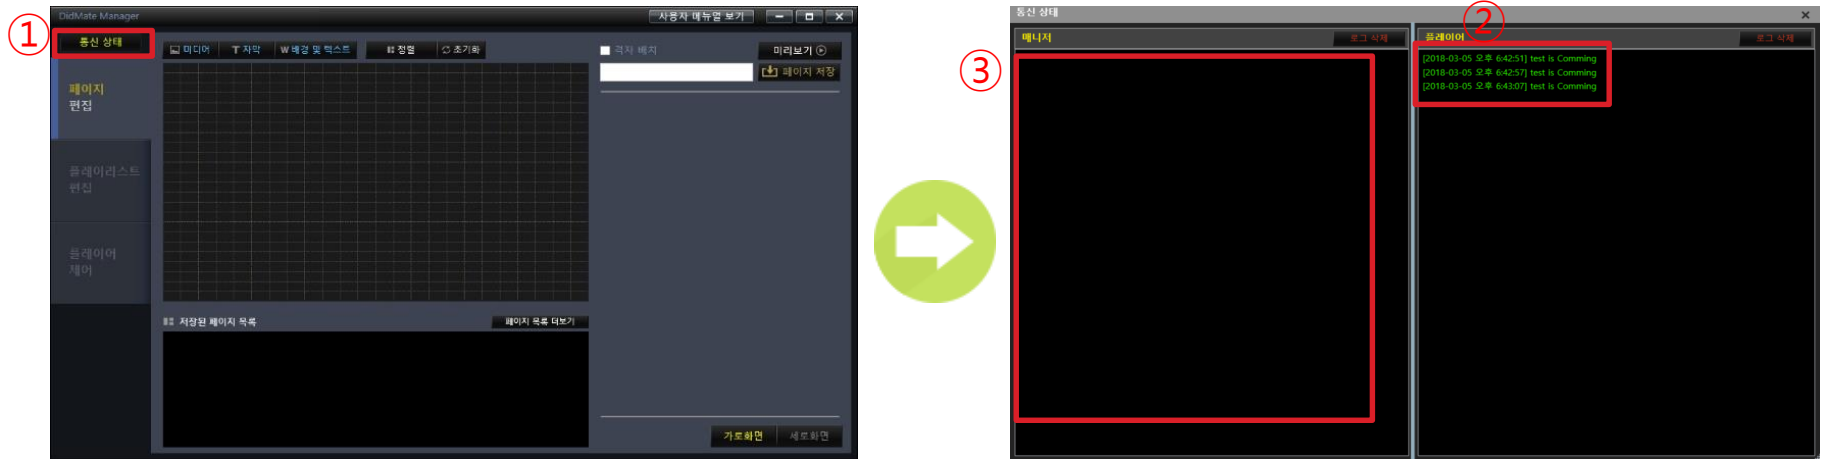 ①
DidMate Manager
사용자 메뉴얼 보기
통신 상태
미디어
T 자막
W 배경 및 텍스트
정렬
초기화
격자 배치
미리보기
페이지 저장
페이지
편집
플레이리스트
편집
플레이어
제어
저장된 페이지 목록
페이지 목록 더보기
가로화면
세로화면
통신 상태
②
매니저
로그 삭제
플레이어
로그 삭제
③
[2018-03-05 오후 6:42:51] test is Comming
[2018-03-05 오후 6:42:57] test is Comming
[2018-03-05 오후 6:43:07] test is Comming